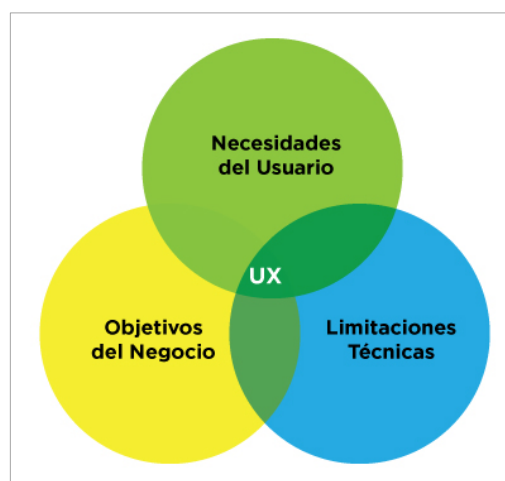 Necesidades
del Usuario
UX
Objetivos
del Negocio
Limitaciones
Técnicas